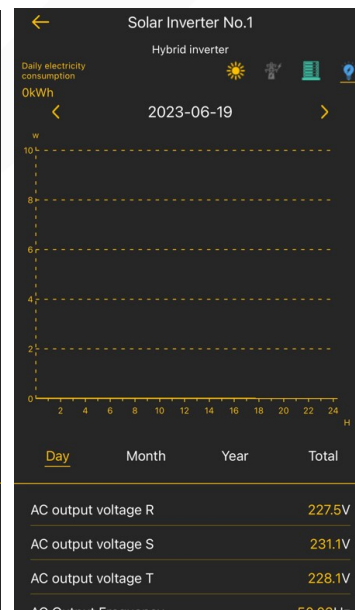 Solar Inverter No.1
Hybrid inverter
Daily electricity
consumption
0kWh
2023-06-19
w
10
8
6
4
2
0
2 4 6 8 10 12 14 16 18 20 22 24
H
Day Month Year Total
AC output voltage R 227.5V
AC output voltage S 231.1V
AC output voltage T 228.1V